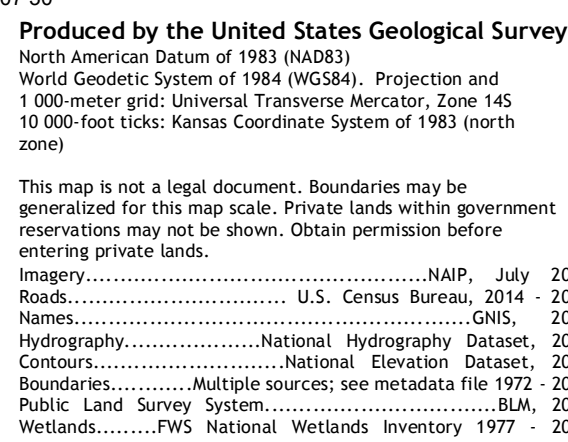 Produced by the United States Geological Survey
North American Datum of 1983 (NAD83)
World Geodetic System of 1984 (WGS84). Projection and
1 000-meter grid: Universal Transverse Mercator, Zone 14S
10 000-foot ticks: Kansas Coordinate System of 1983 (north
zone)
This map is not a legal document. Boundaries may be
generalized for this map scale. Private lands within government
reservations may not be shown. Obtain permission before
entering private lands.
Imagery..........................................NAIP, July 20
Roads................................ U.S. Census Bureau, 2014 - 20
Names................................................GNIS, 20
Hydrography....................National Hydrography Dataset, 20
Contours............................National Elevation Dataset, 20
Boundaries............Multiple sources; see metadata file 1972 - 20
Public Land Survey System..................................BLM, 20
Wetlands.........FWS National Wetlands Inventory 1977 - 20